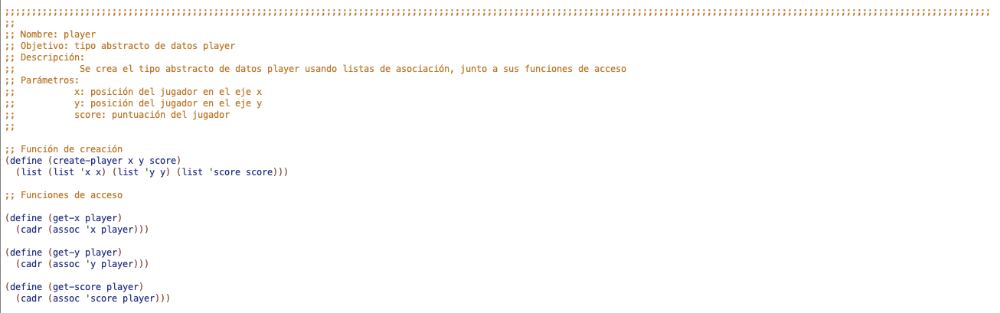 ;;;;;;;;;;;;;;;;;;;;;;;;;;;;;;;;;;;;;;;;;;;;;;;;;;;;;;;;;;;;;;;;;;;;;;;;;;;;;;;;;;;;;;;;;;;;;;;;;;;;;;;;;;;;;;;;;;;;;;;;;;;;;;;;;;;;;;;;;;;;;;;;;;;;;;;;;;;;;;;;;;;;;;;;;;;;;;;;;;;;;;;;
;;
;; Nombre: player
;; Objetivo: tipo abstracto de datos player
;; Descripción:
;;            Se crea el tipo abstracto de datos player usando listas de asociación, junto a sus funciones de acceso
;; Parámetros:
;;           x: posición del jugador en el eje x
;;           y: posición del jugador en el eje y
;;           score: puntuación del jugador
;;
;; Función de creación
(define (create-player x y score)
  (list (list 'x x) (list 'y y) (list 'score score)))
;; Funciones de acceso
(define (get-x player)
  (cadr (assoc 'x player)))
(define (get-y player)
  (cadr (assoc 'y player)))
(define (get-score player)
  (cadr (assoc 'score player)))